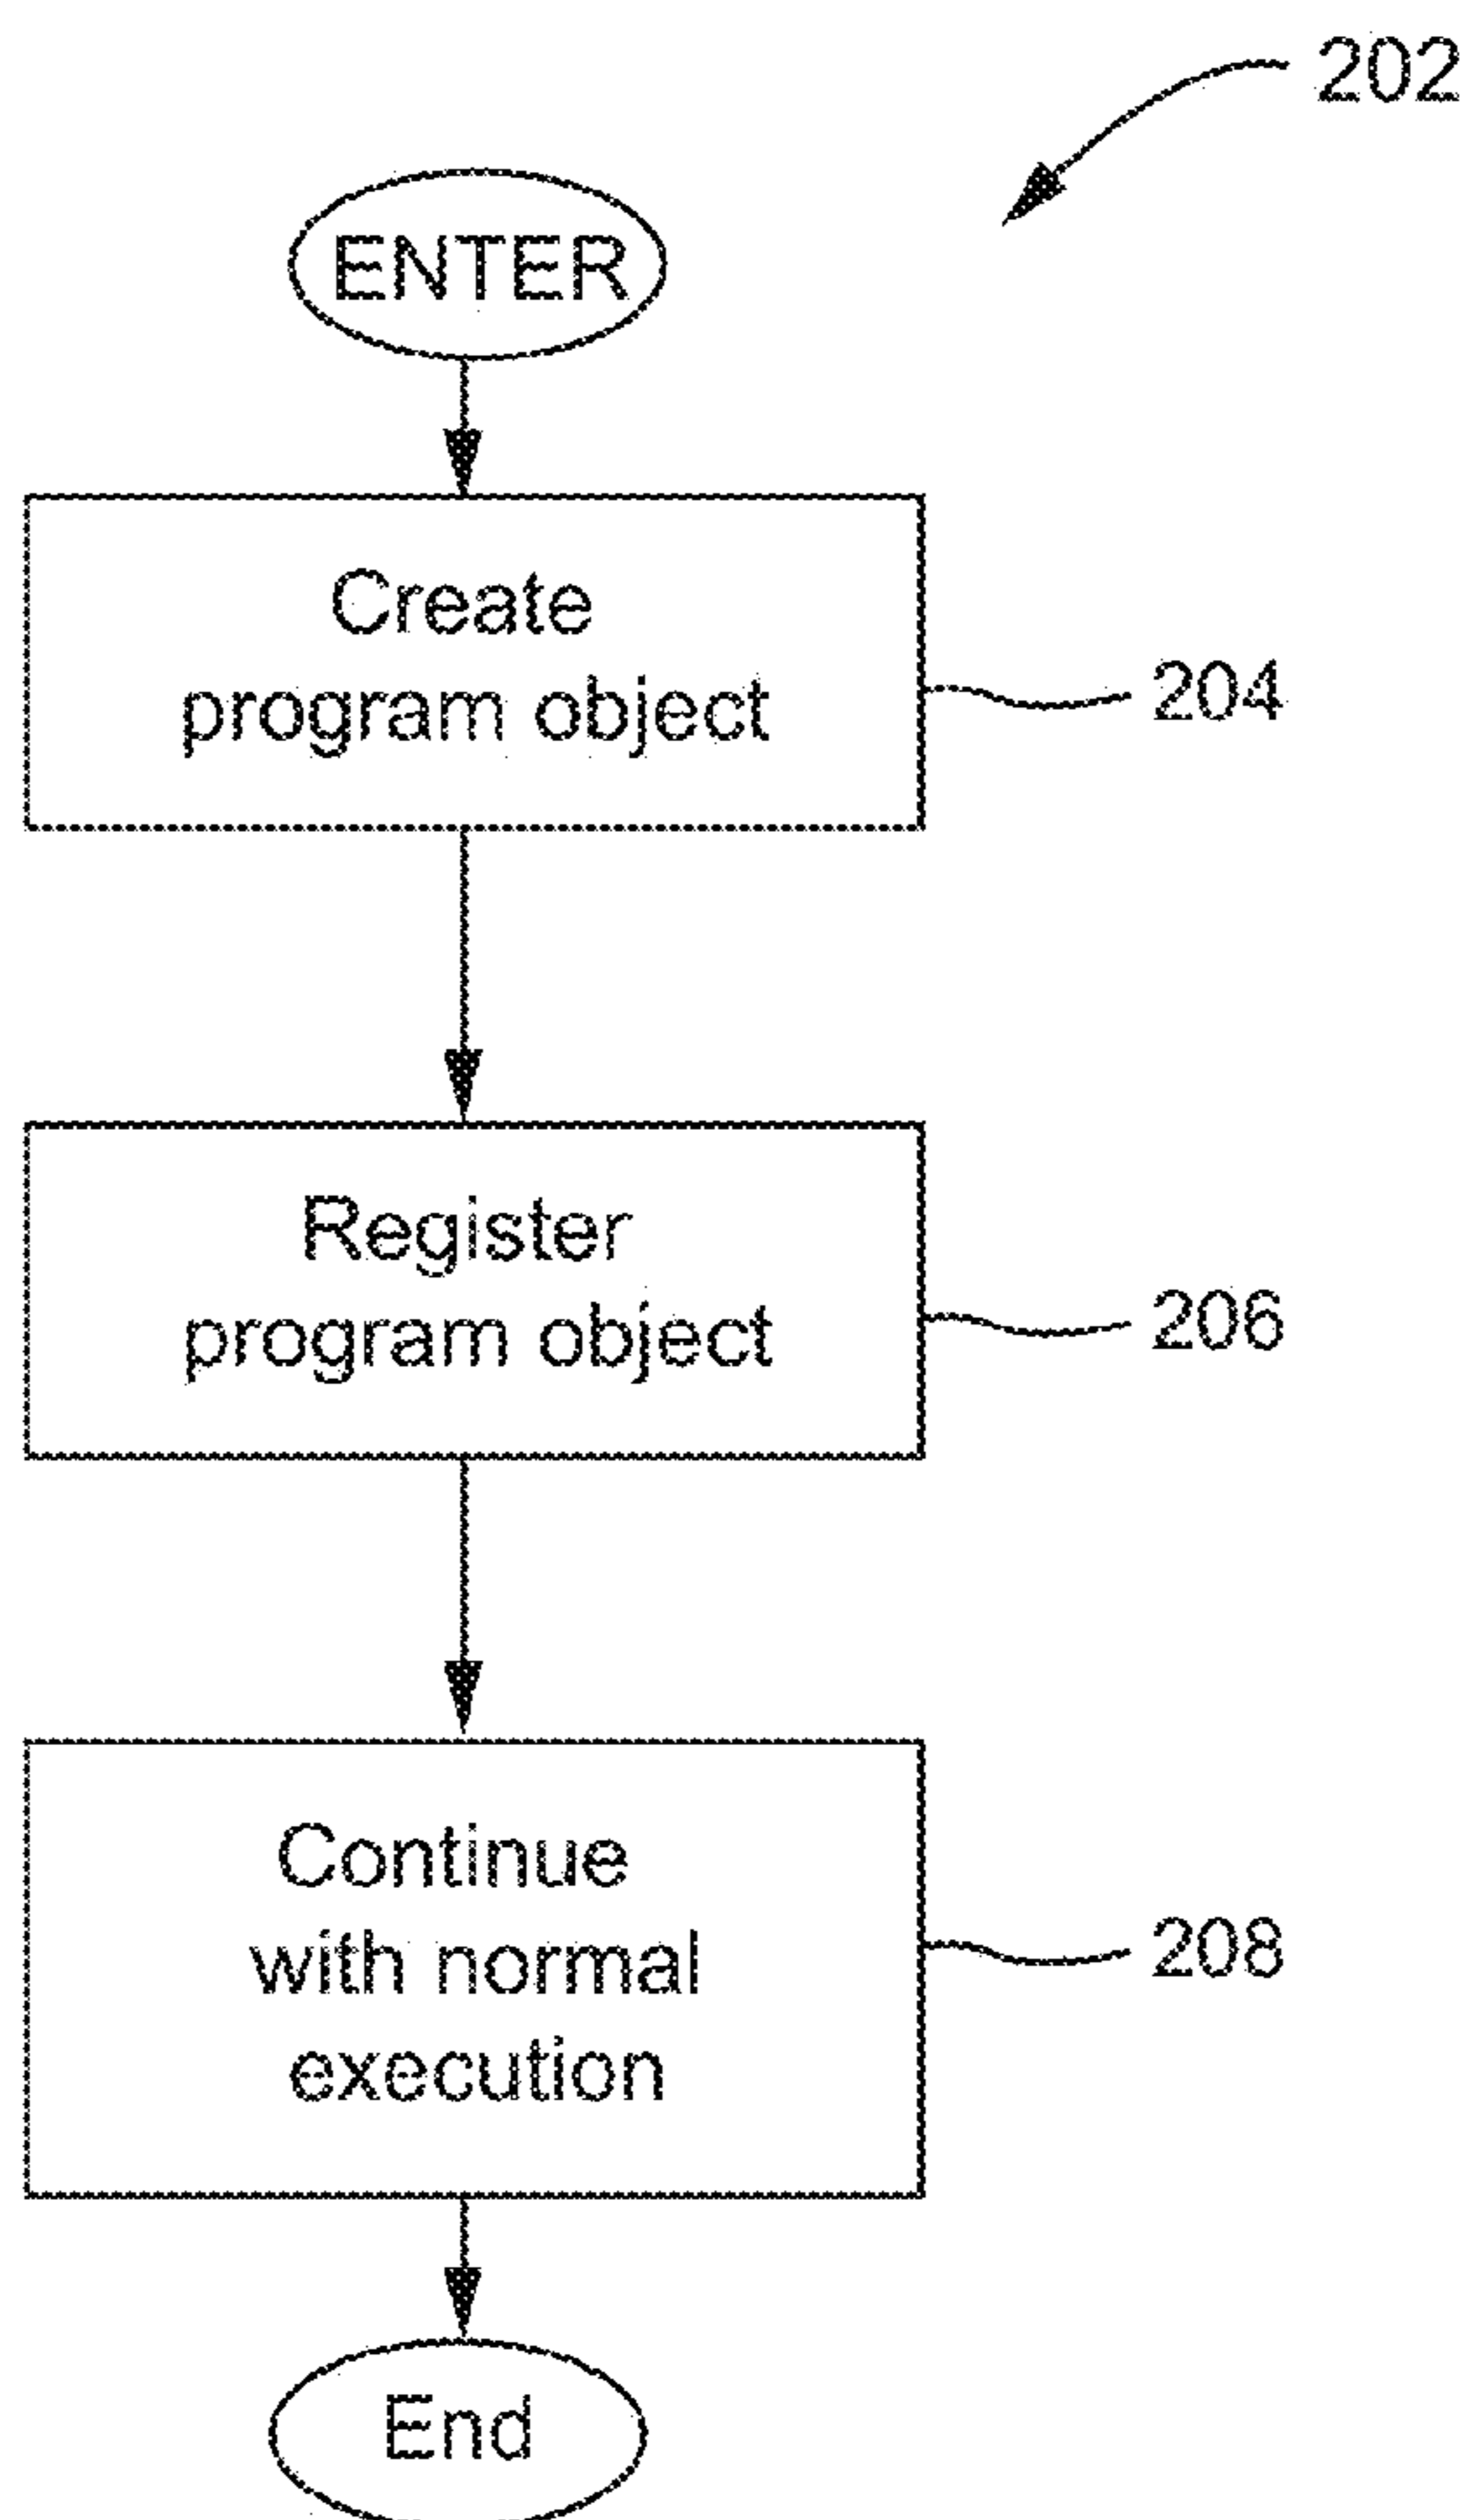 202
ENTER
Create
program object
204
Register
program object
206
Continue
with normal
execution
208
End